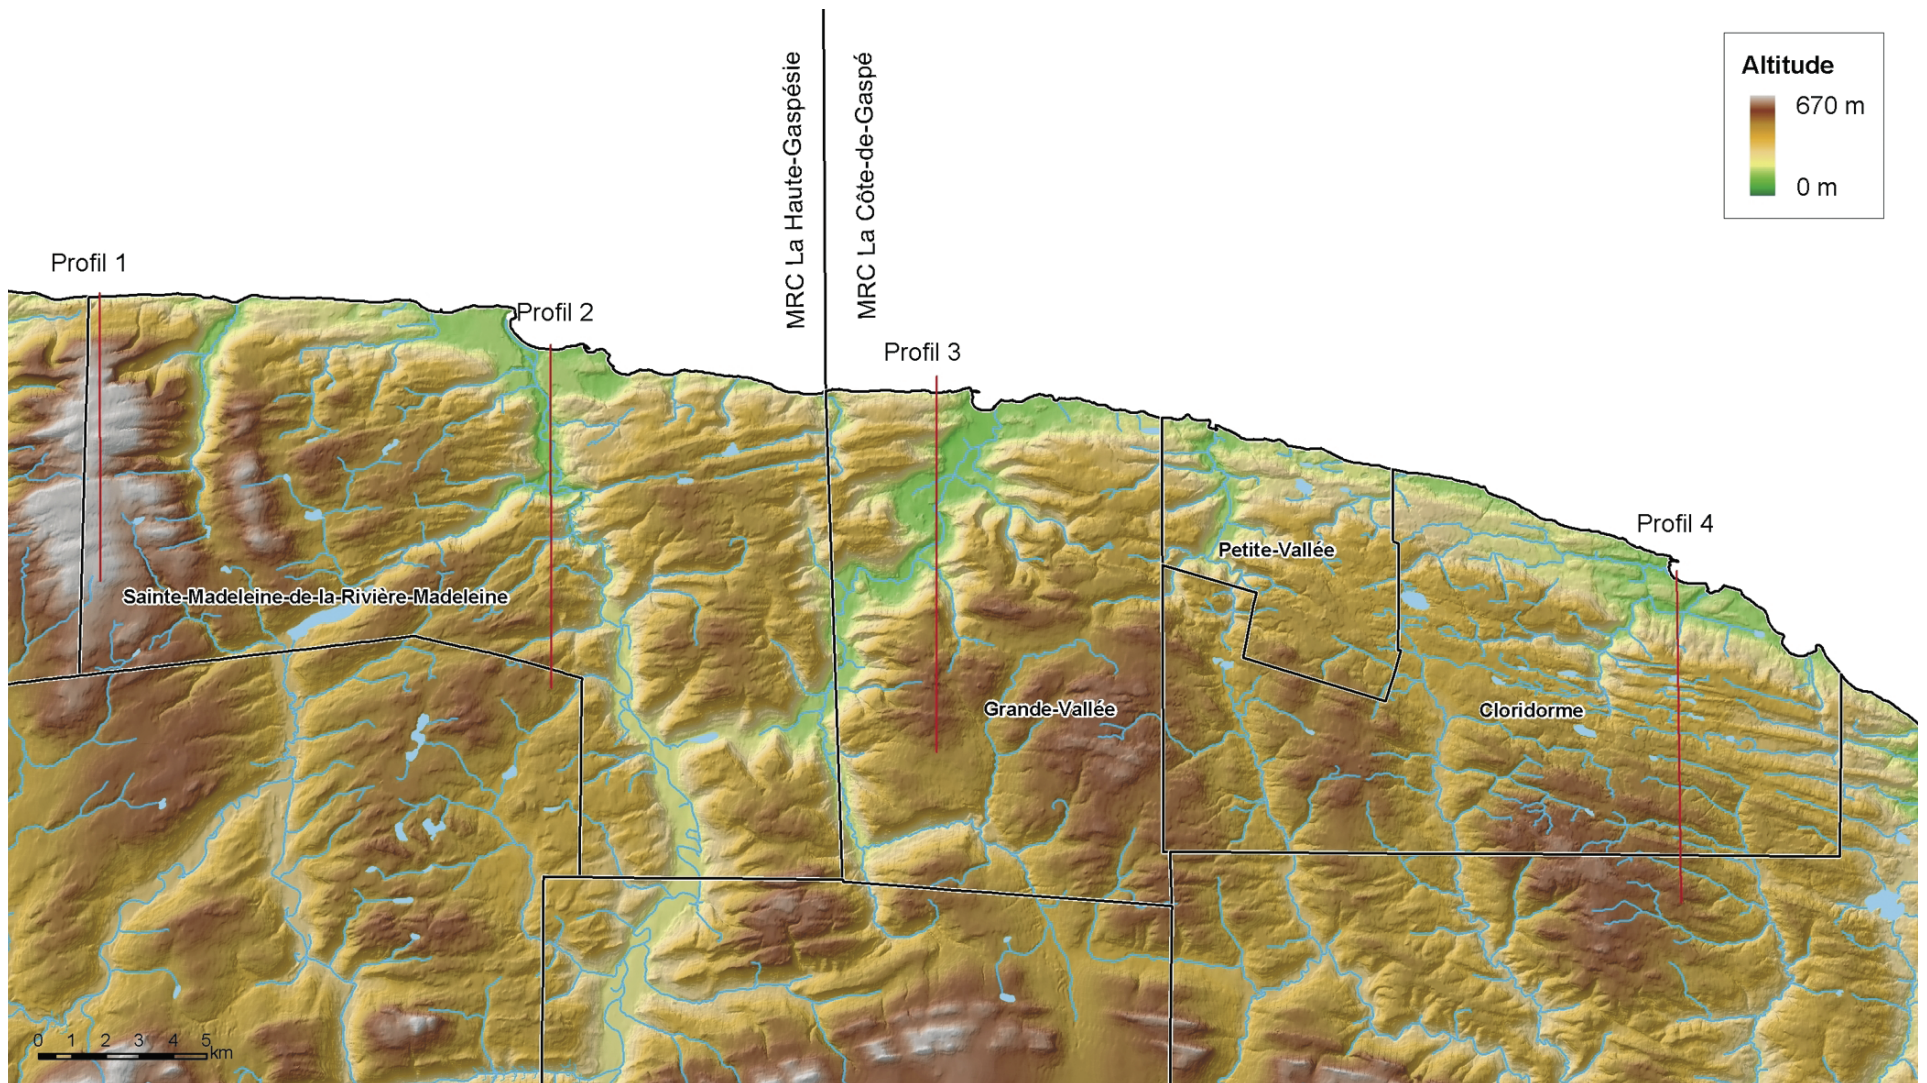 Altitude
670 m
0 m
MRC La Haute-Gaspésie
MRC La Côte-de-Gaspé
Profil 1
Profil 2
Profil 3
Profil 4
Petite-Vallée
Sainte-Madeleine-de-la-Rivière-Madeleine
Grande-Vallée
Cloridorme
0 1 2 3 4 5
km